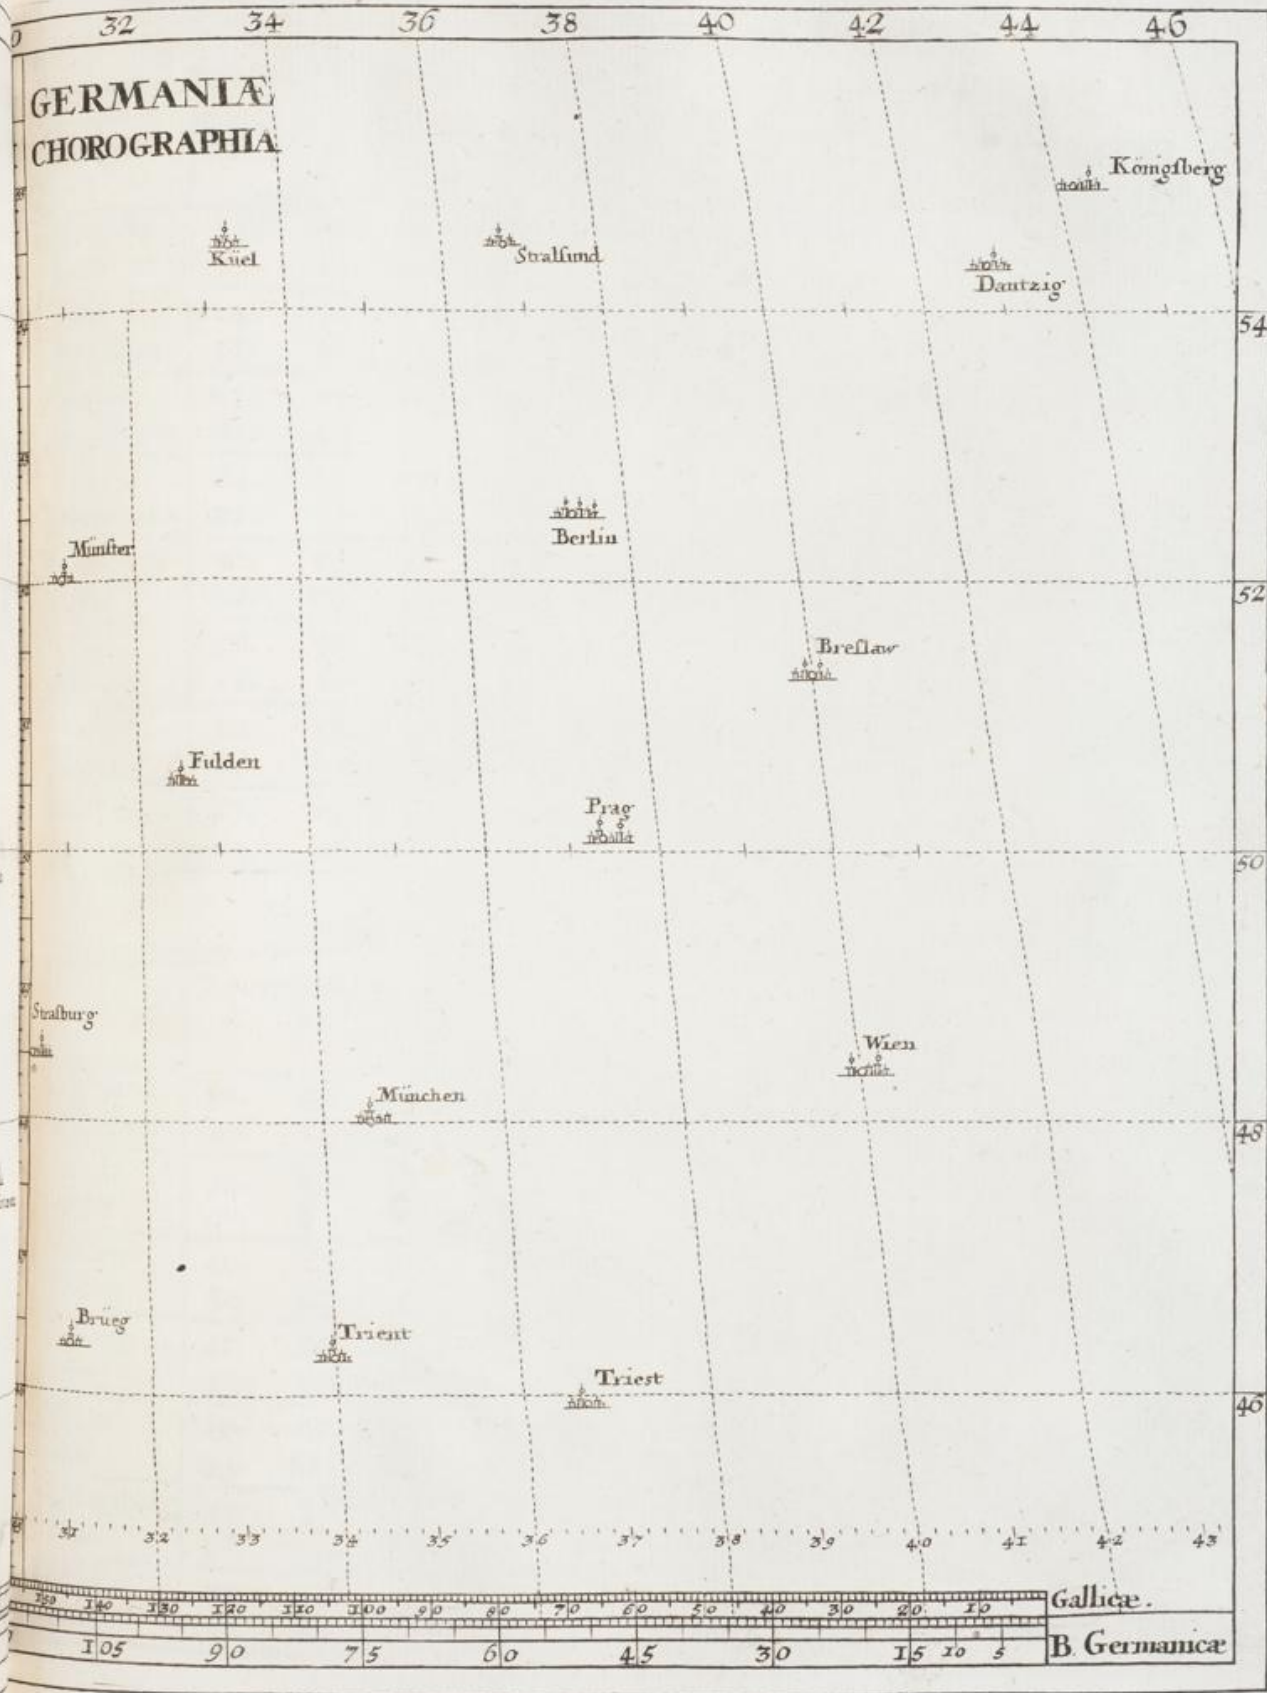 32 34 36 38 40 42 44 46
GERMANIÆ
CHOROGRAPHIA
Königſberg
Küel
Stralſund
Dantzig
54
Berlin
Münſter
52
Breſlaw
Fulden
Prag
50
Straſburg
Wien
München
48
Brüeg
Trient
Triest
46
31 32 33 34 35 36 37 38 39 40 41 42 43
150 140 130 120 110 100 90 80 70 60 50 40 30 20 10 Gallicæ.
105 90 75 60 45 30 15 10 5 B. Germanicæ